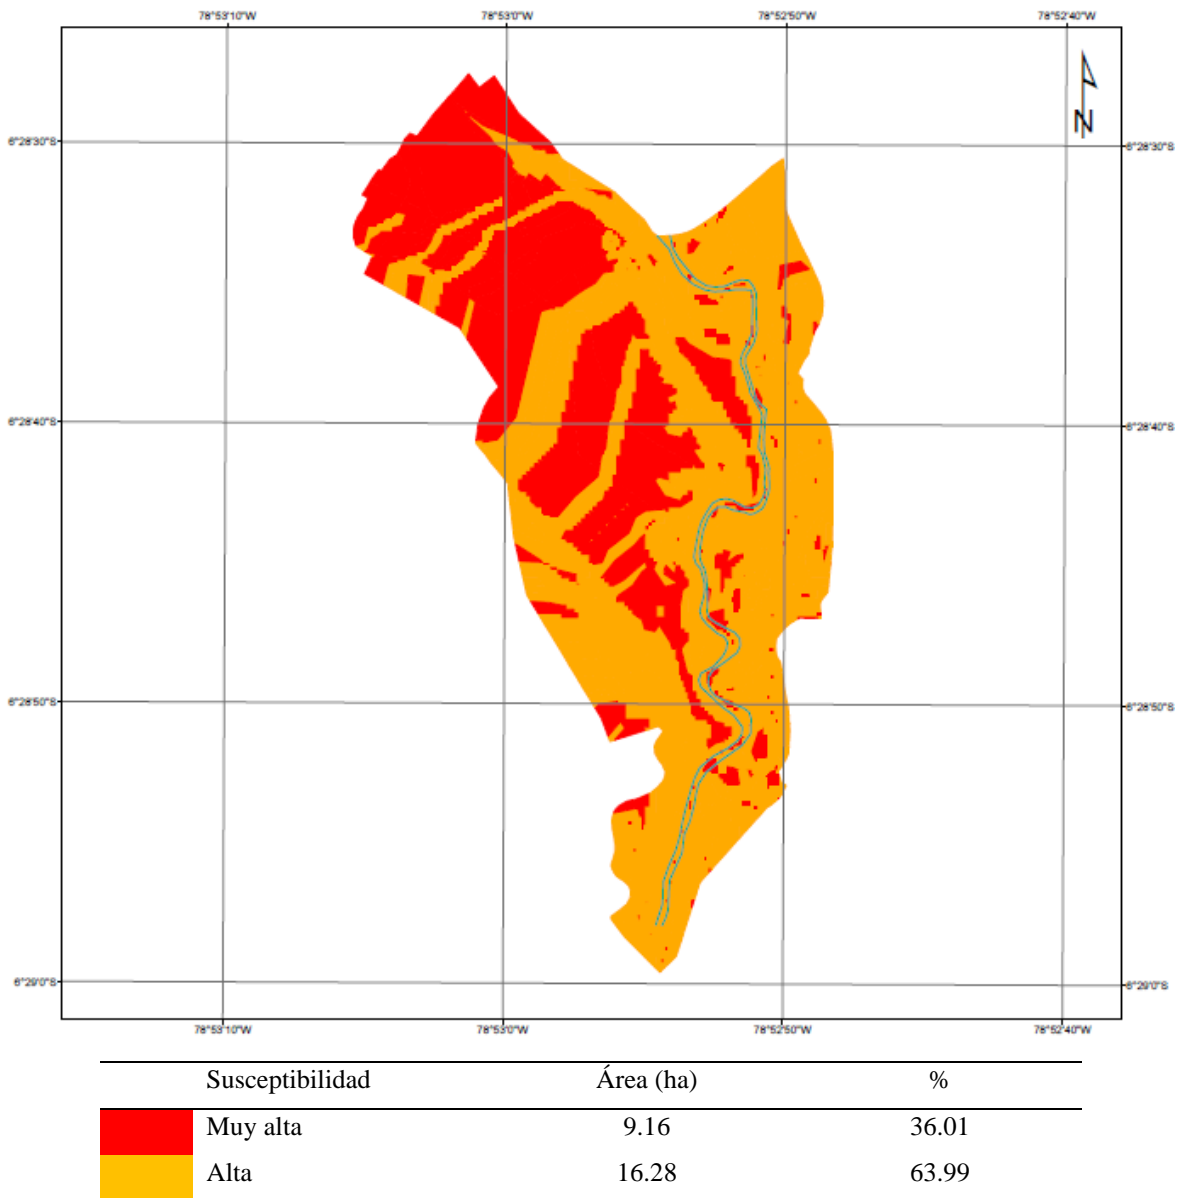 78°53'10"W 78°53'0"W 78°52'50"W 78°52'40"W
N
6°28'30"S 6°28'30"S
6°28'40"S 6°28'40"S
6°28'50"S 6°28'50"S
6°29'0"S 6°29'0"S
78°53'10"W 78°53'0"W 78°52'50"W 78°52'40"W
Susceptibilidad Área (ha) %
Muy alta 9.16 36.01
Alta 16.28 63.99